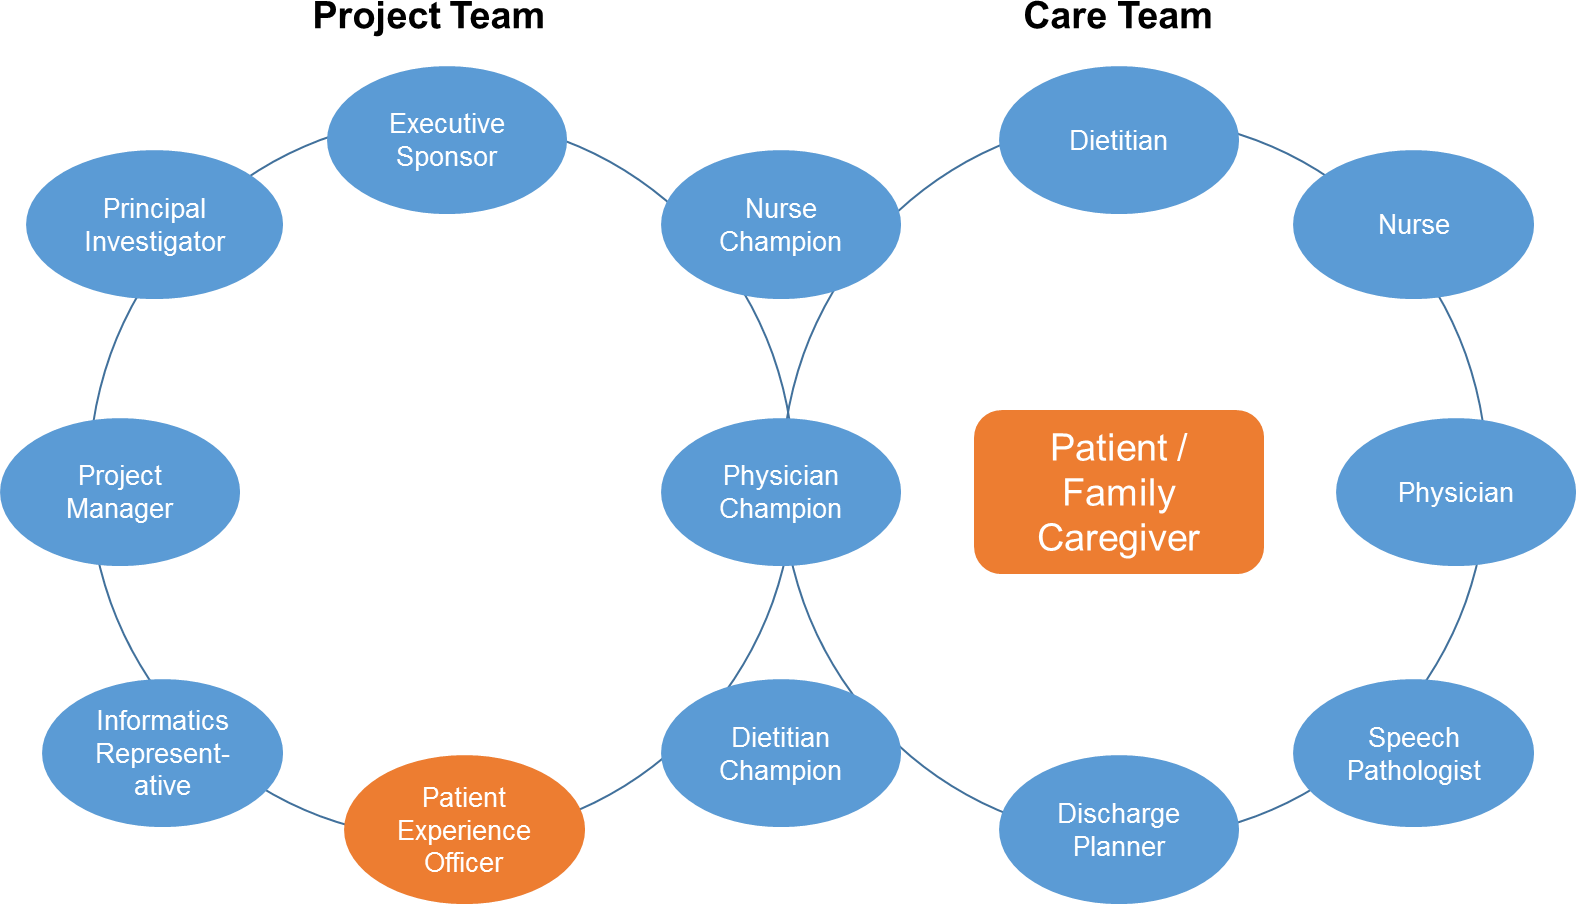 Project Team
Care Team
Executive
Sponsor
Dietitian
Principal
Investigator
Nurse
Champion
Nurse
Project
Manager
Physician
Champion
Patient /
Family
Caregiver
Physician
Informatics
Represent-
ative
Dietitian
Champion
Speech
Pathologist
Patient
Experience
Officer
Discharge
Planner